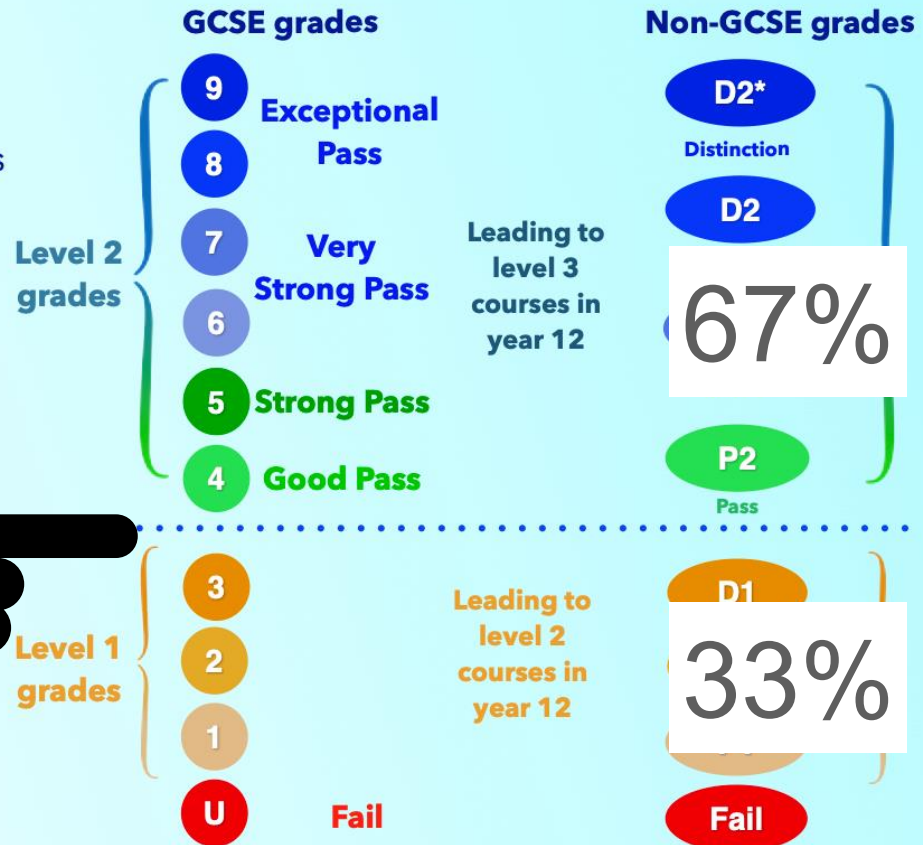 GCSE grades
Non-GCSE grades
9
Exceptional
Pass
8
D2*
Distinction
D2
Level 2
grades
7
Very
Strong Pass
6
Leading to
level 3
courses in
year 12
67%
5
Strong Pass
4
Good Pass
P2
Pass
3
D1
Level 1
grades
2
1
Leading to
level 2
courses in
year 12
33%
U
Fail
Fail